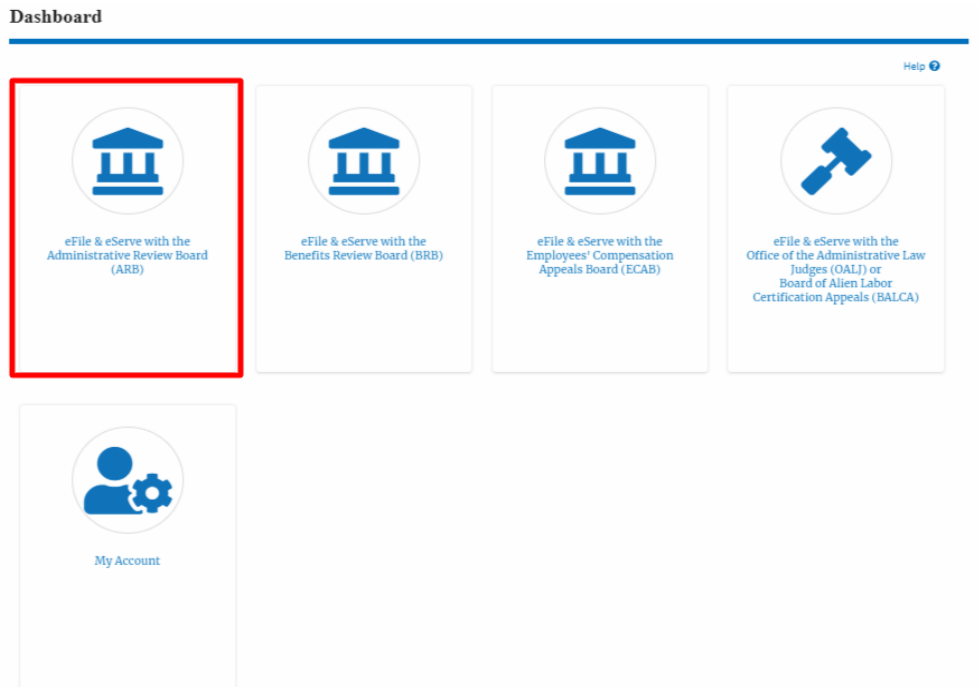 Dashboard
Help
eFile & eServe with the
Administrative Review Board
(ARB)
eFile & eServe with the
Benefits Review Board (BRB)
eFile & eServe with the
Employees' Compensation
Appeals Board (ECAB)
eFile & eServe with the
Office of the Administrative Law
Judges (OALJ) or
Board of Alien Labor
Certification Appeals (BALCA)
My Account